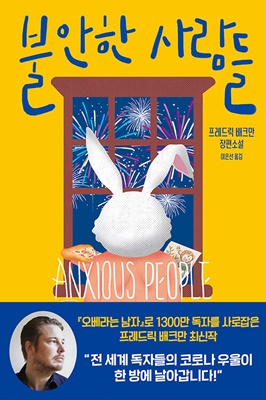 불안한 사람들
프레드릭 배크만
장편소설
이은선 옮김
ANXIOUS PEOPLE
『오베라는 남자』로 1300만 독자를 사로잡은
프레드릭 배크만 최신작
“전 세계 독자들의 코로나 우울이
한 방에 날아갑니다!”